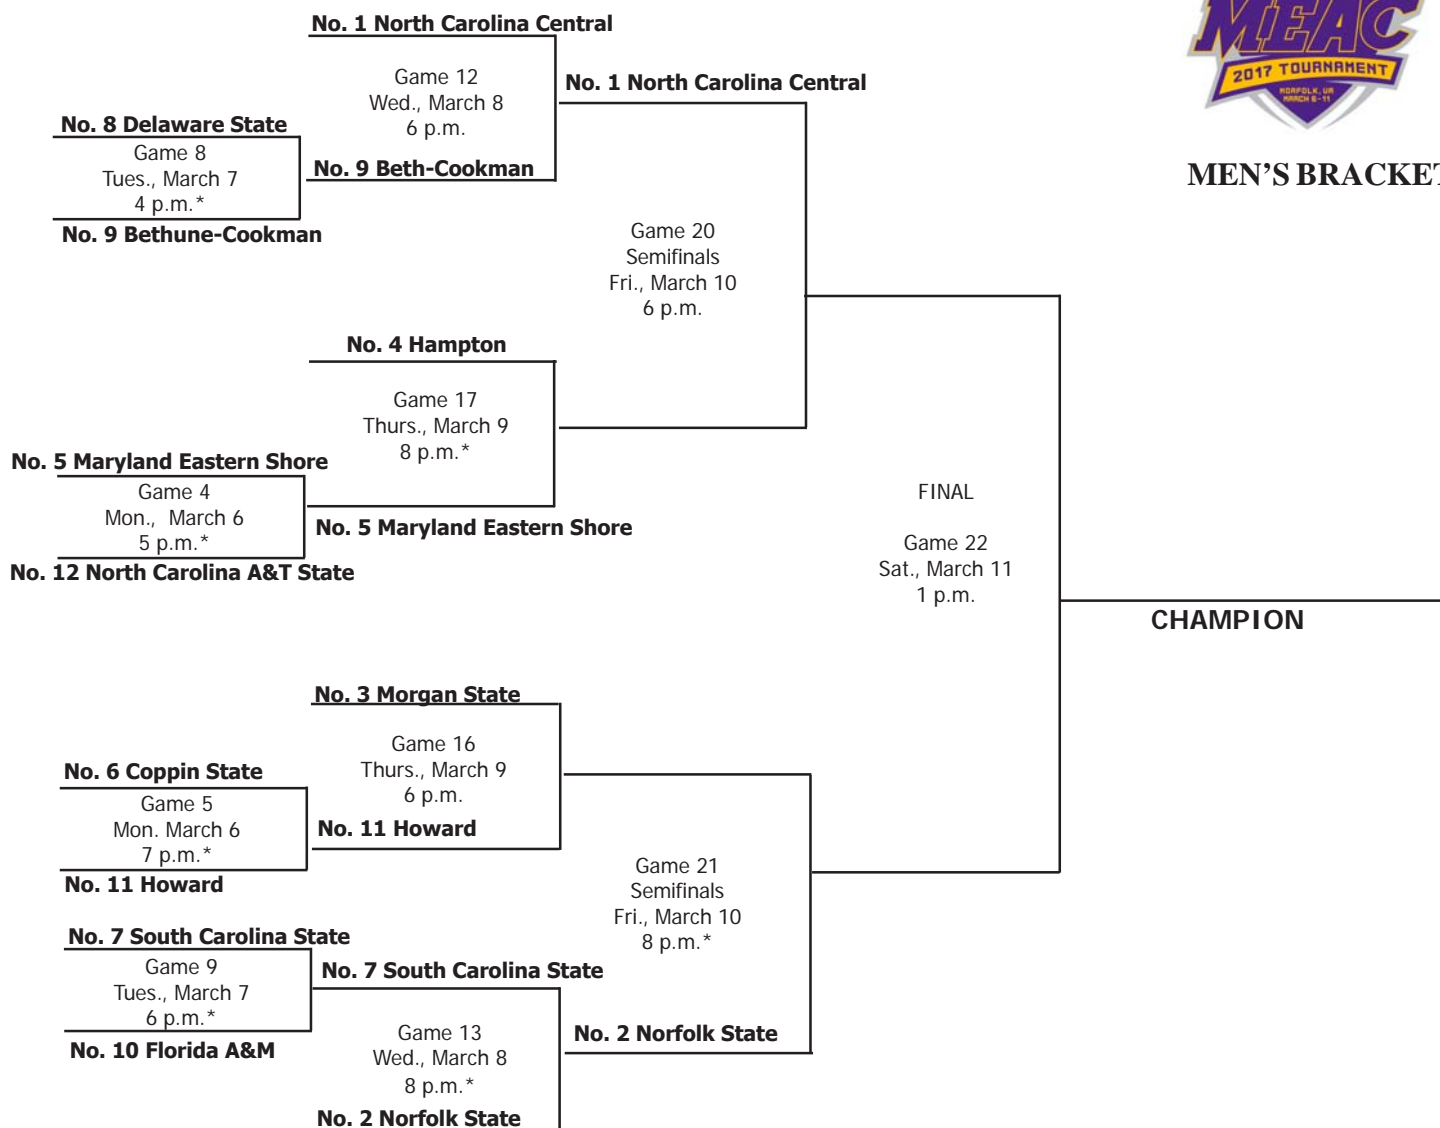 MEAC
2017 TOURNAMENT
NORFOLK, VA
MARCH 6-11
MEN'S BRACKET
No. 1 North Carolina Central
Game 12
Wed., March 8
6 p.m.
No. 1 North Carolina Central
No. 8 Delaware State
Game 8
Tues., March 7
4 p.m.*
No. 9 Beth-Cookman
No. 9 Bethune-Cookman
Game 20
Semifinals
Fri., March 10
6 p.m.
No. 4 Hampton
Game 17
Thurs., March 9
8 p.m.*
No. 5 Maryland Eastern Shore
Game 4
Mon., March 6
5 p.m.*
No. 5 Maryland Eastern Shore
No. 12 North Carolina A&T State
FINAL
Game 22
Sat., March 11
1 p.m.
CHAMPION
No. 3 Morgan State
Game 16
Thurs., March 9
6 p.m.
No. 6 Coppin State
Game 5
Mon. March 6
7 p.m.*
No. 11 Howard
No. 11 Howard
Game 21
Semifinals
Fri., March 10
8 p.m.*
No. 7 South Carolina State
Game 9
Tues., March 7
6 p.m.*
No. 7 South Carolina State
No. 10 Florida A&M
Game 13
Wed., March 8
8 p.m.*
No. 2 Norfolk State
No. 2 Norfolk State